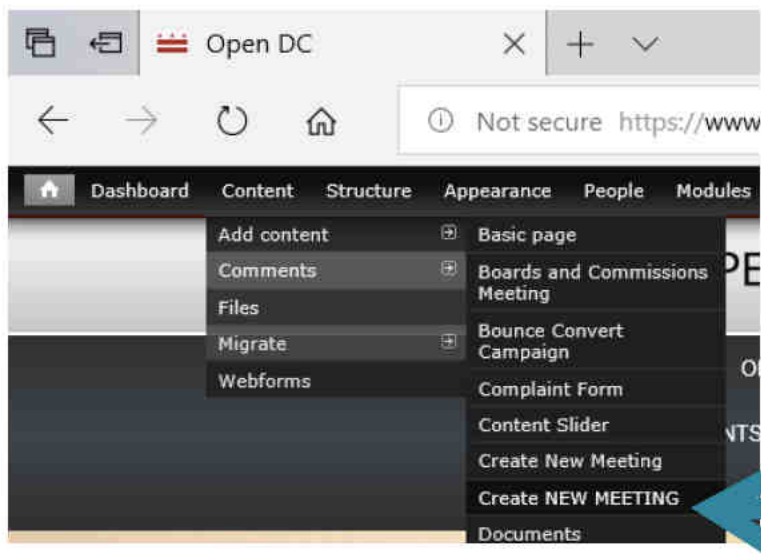 Open DC
Not secure https://www
Dashboard Content Structure Appearance People Modules
Add content
Comments
Files
Migrate
Webforms
Basic page
Boards and Commissions
Meeting
Bounce Convert
Campaign
Complaint Form
Content Slider
Create New Meeting
Create NEW MEETING
Documents
PE
O
NTS